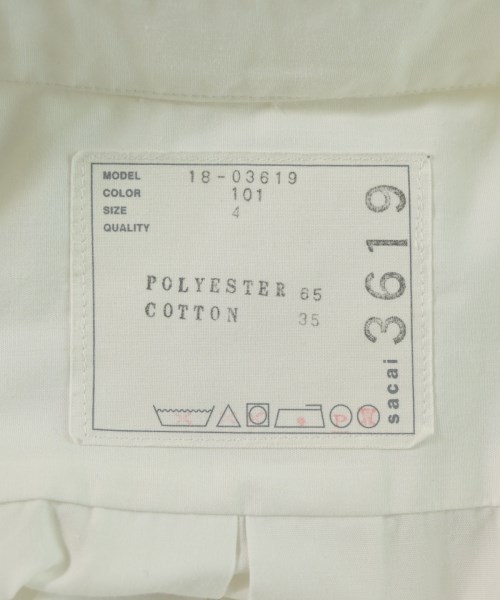 MODEL 18-03619
COLOR 101
SIZE 4
QUALITY
POLYESTER 65
COTTON 35
P
sacai 3619